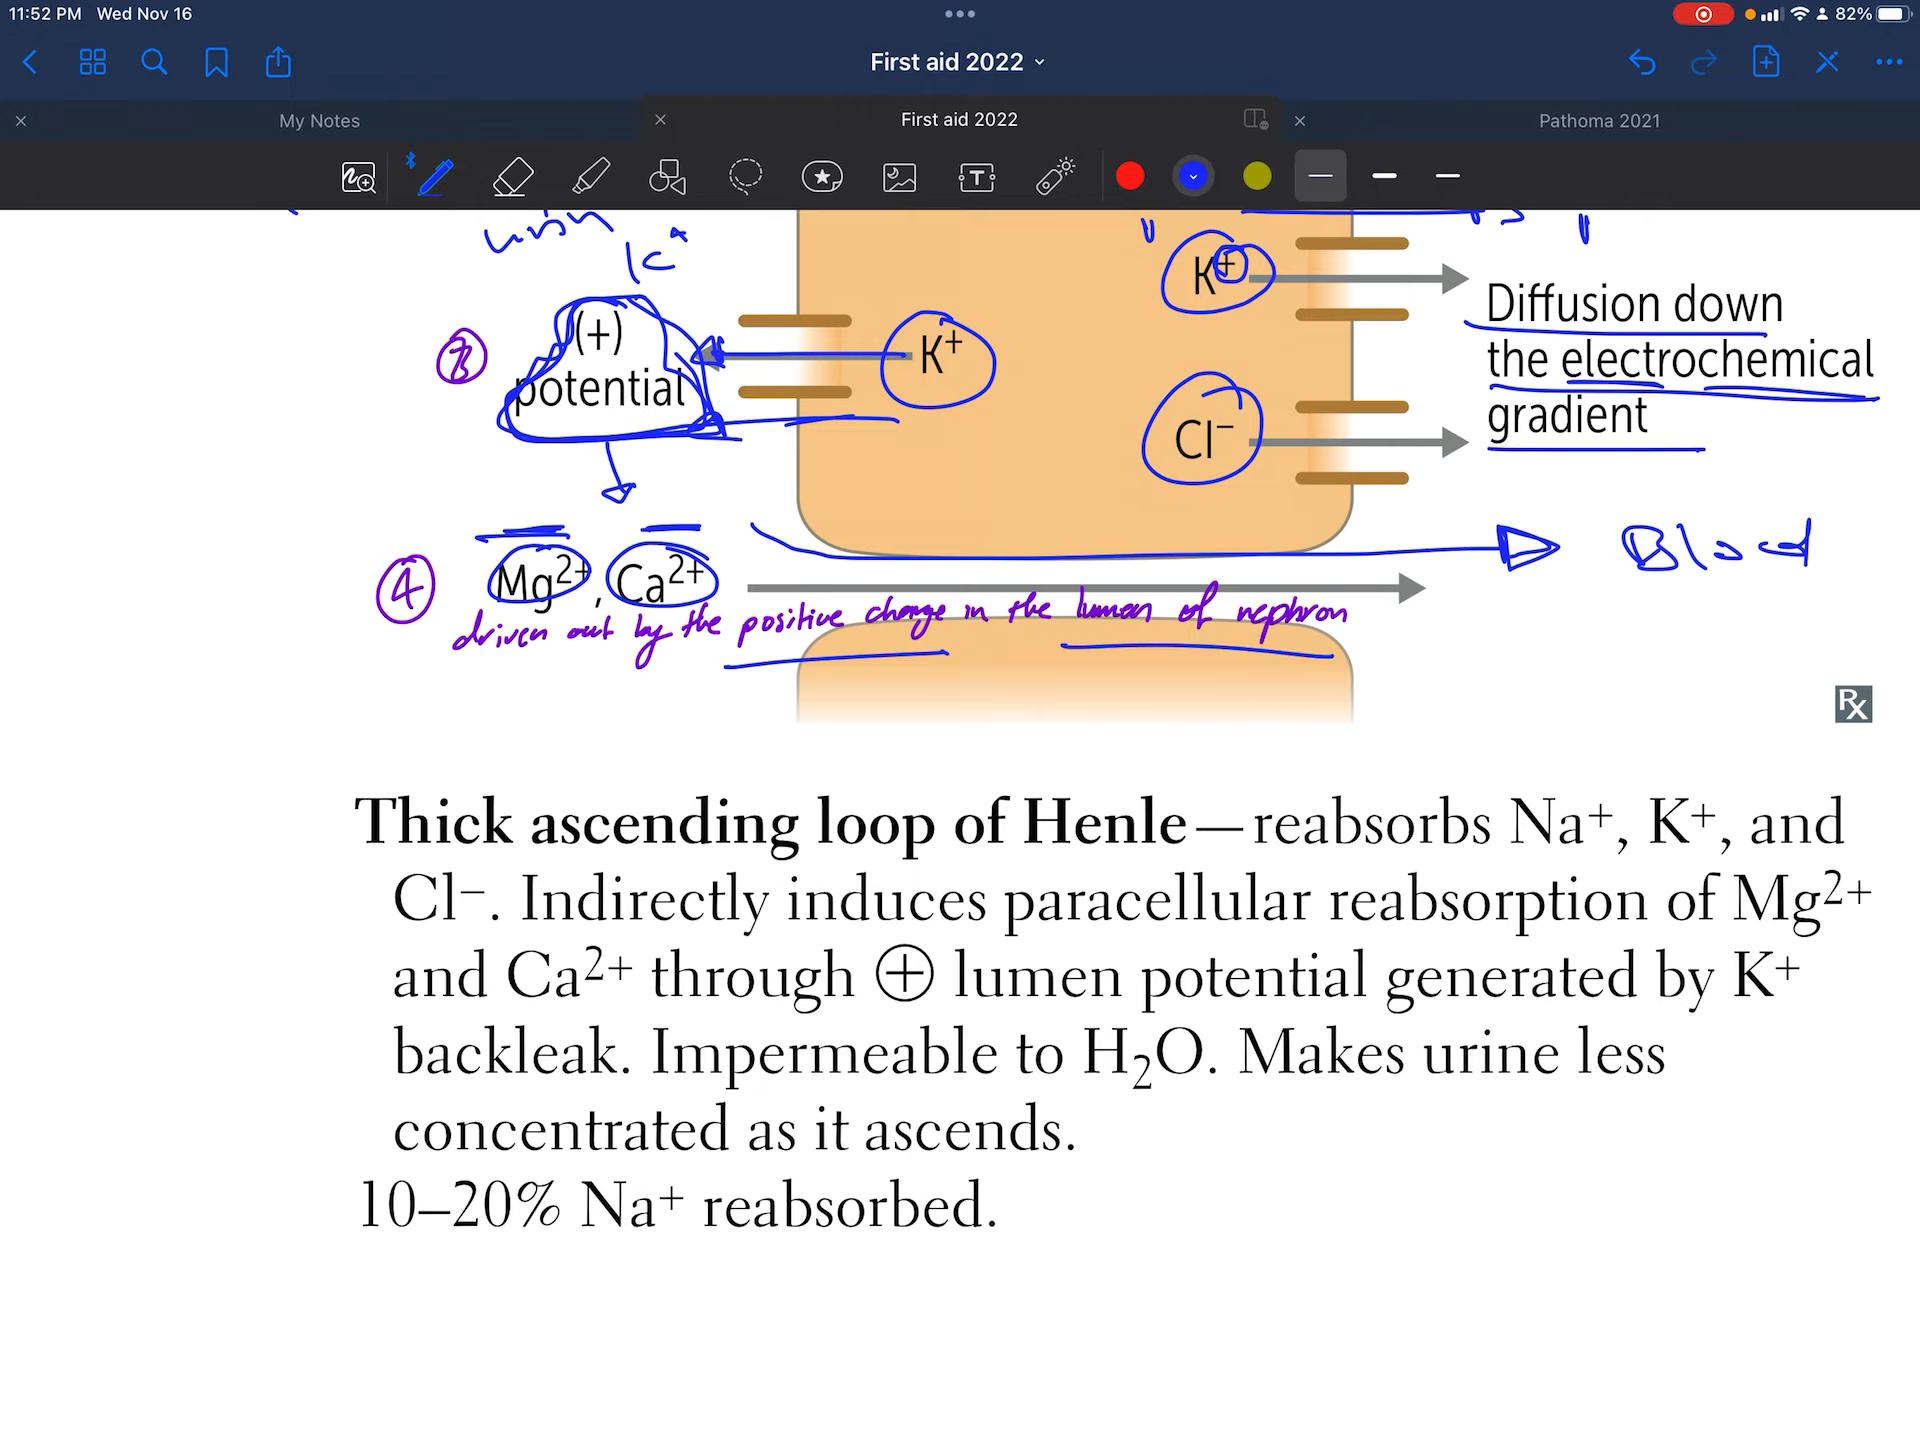 11:52 PM Wed Nov 16
82%
First aid 2022
My Notes
First aid 2022
Pathoma 2021
K+
K+
(+)
potential
3
K+
Cl−
Diffusion down
the electrochemical
gradient
Blood
4
Mg2+, Ca2+
driven out by the positive charge in the lumen of nephron
Rx
Thick ascending loop of Henle—reabsorbs Na+, K+, and
Cl−. Indirectly induces paracellular reabsorption of Mg2+
and Ca2+ through ⊕ lumen potential generated by K+
backleak. Impermeable to H2O. Makes urine less
concentrated as it ascends.
10–20% Na+ reabsorbed.